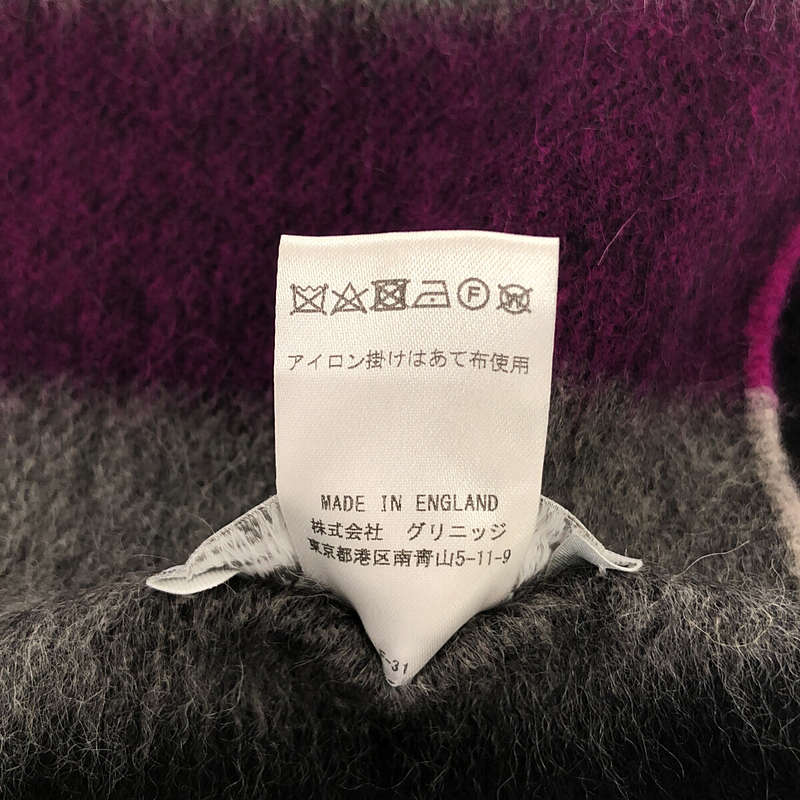 F W
アイロン掛けはあて布使用
MADE IN ENGLAND
株式会社 グリニッジ
東京都港区南青山5-11-9
-31